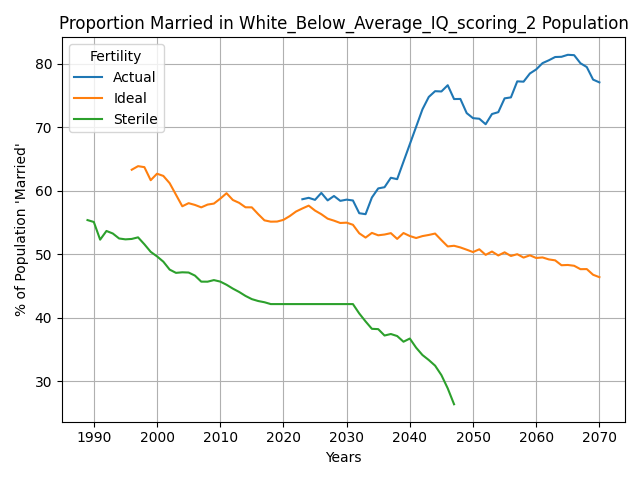 Proportion Married in White_Below_Average_IQ_scoring_2 Population
Fertility
Actual
Ideal
Sterile
% of Population 'Married'
80
70
60
50
40
30
1990
2000
2010
2020
2030
2040
2050
2060
2070
Years